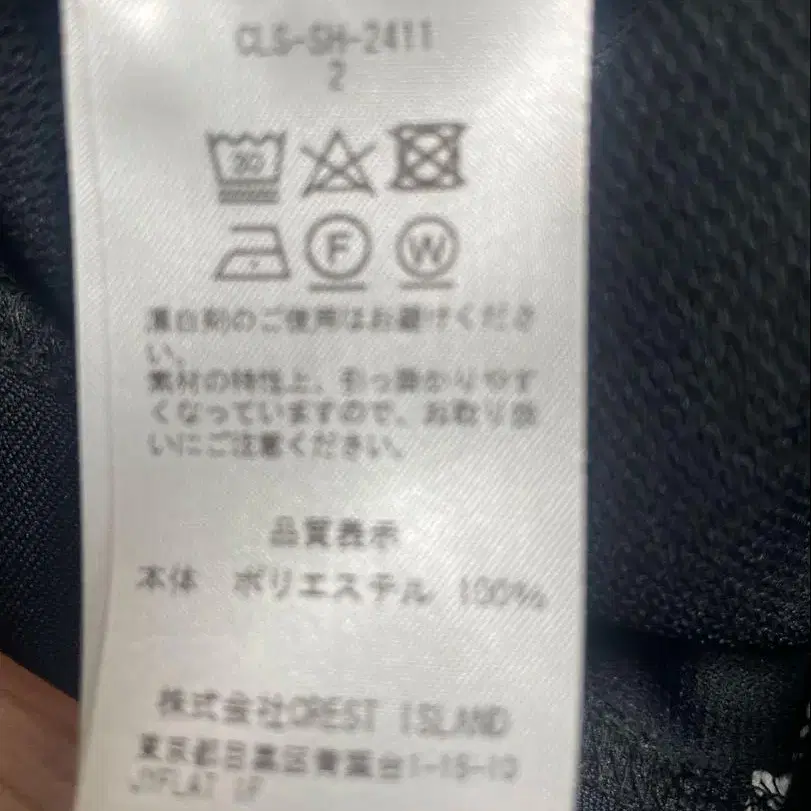 CLS-SH-2411
2
30
F W
漂白剤のご使用はお避けくださ
い。
素材の特性上、引っ掛かりやす
くなっていますので、お取り扱
いにご注意ください。
品質表示
本体 ポリエステル 100%
株式会社CREST ISLAND
東京都目黒区青葉台1-15-10